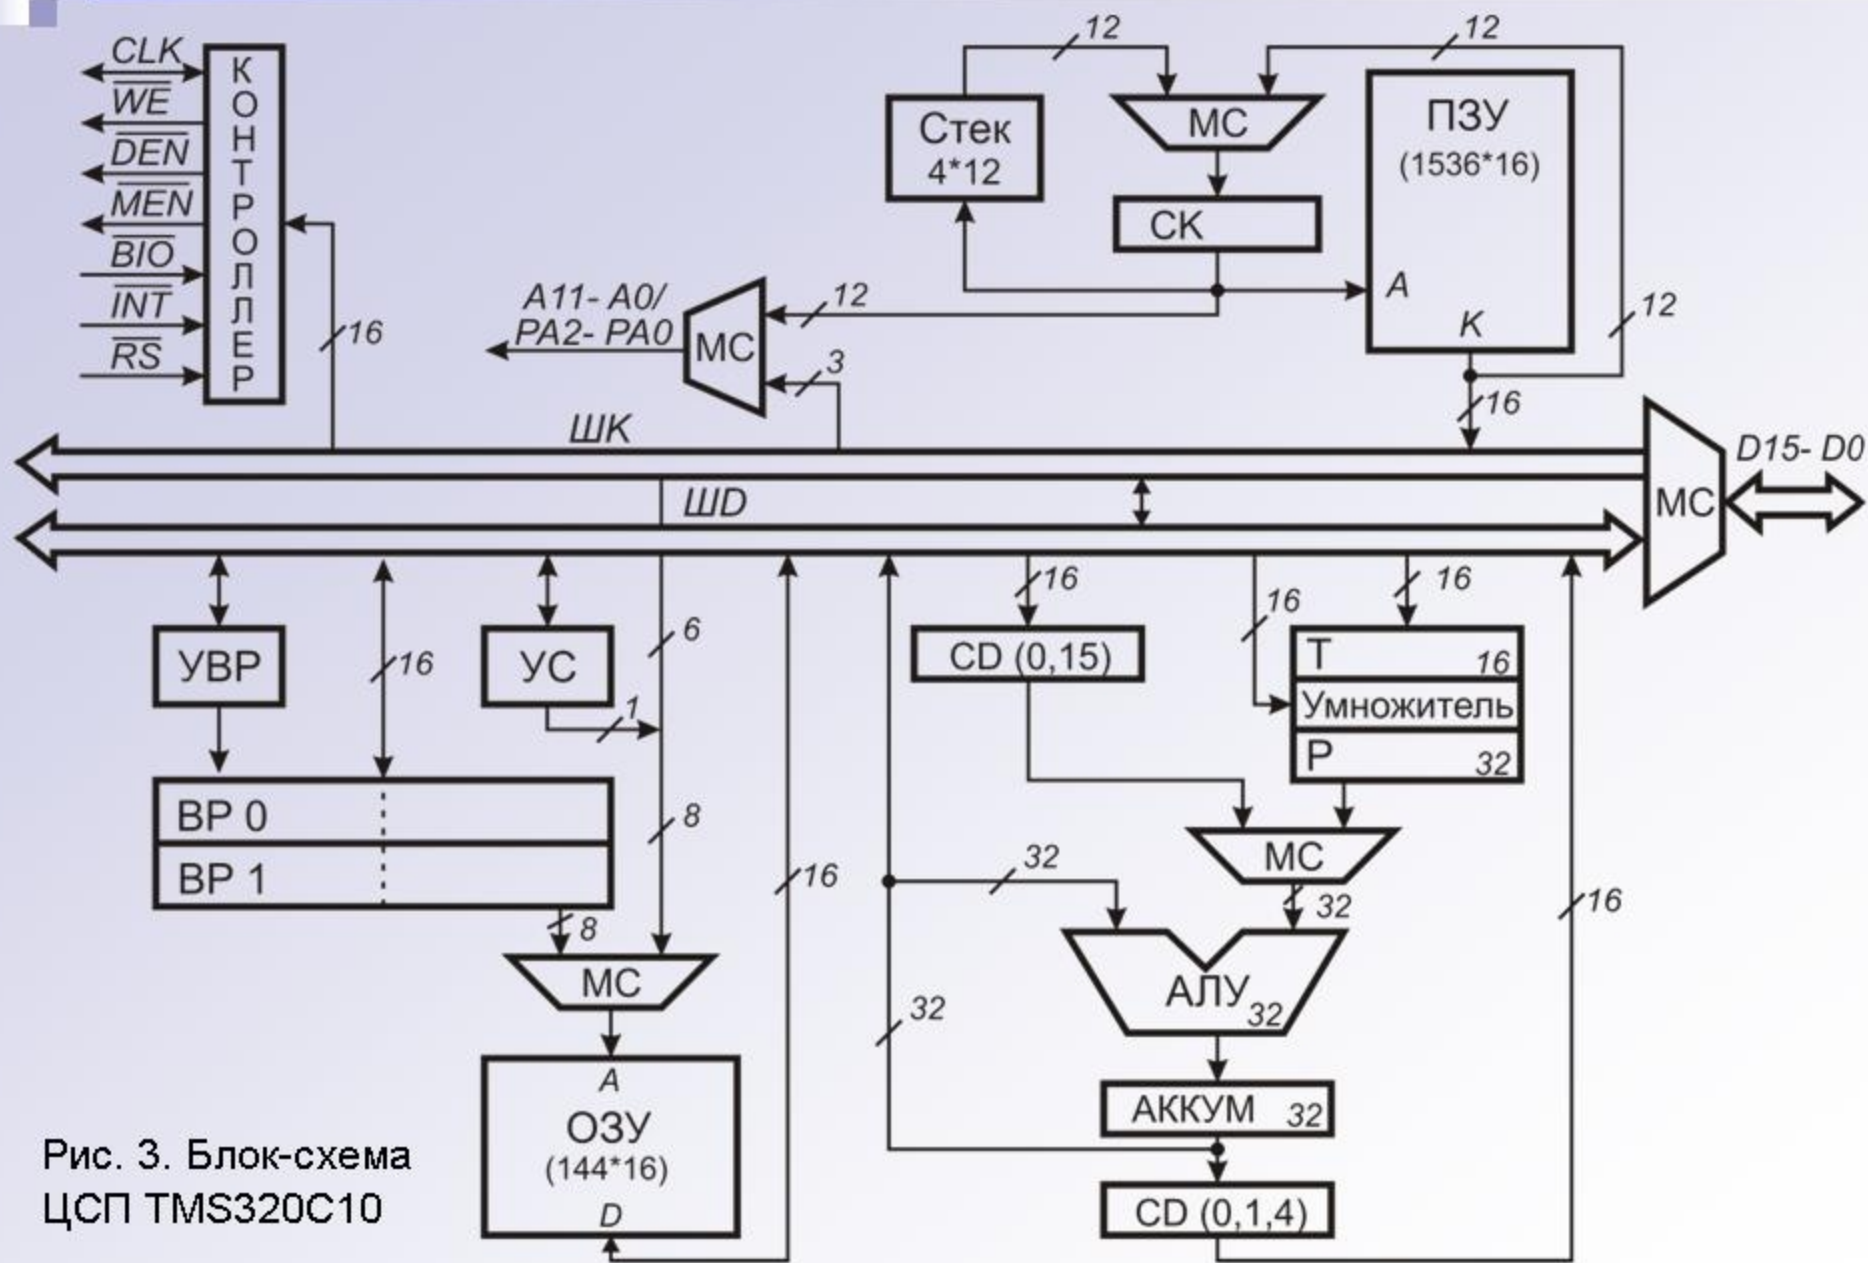 CLK
WE
DEN
MEN
BIO
INT
RS
КОНТРОЛЛЕР
16
12
12
Стек
4*12
МС
СК
ПЗУ
(1536*16)
А
К
12
16
A11- A0/
PA2- PA0
МС
12
3
ШК
ШD
МС
D15- D0
УВР
16
УС
1
6
8
16
ВР 0
ВР 1
8
МС
А
ОЗУ
(144*16)
D
16
CD (0,15)
16
16
Т 16
Умножитель
Р 32
МС
32
32
АЛУ 32
32
АККУМ 32
CD (0,1,4)
16
Рис. 3. Блок-схема
ЦСП TMS320C10